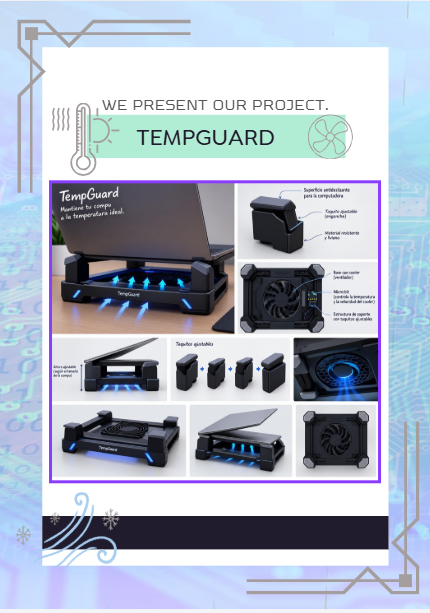 WE PRESENT OUR PROJECT.
TEMPGUARD
TempGuard
Mantiene tu compu
a la temperatura ideal.
TempGuard
Superficie antideslizante
para la computadora
Taquito ajustable
(enganche)
Material resistente
y liviano
Base con cooler
(ventilador)
Microbit
(controla la temperatura
y la velocidad del cooler)
Estructura de soporte
con taquitos ajustables
Altura ajustable
según el tamaño
de la compu
Taquitos ajustables
TempGuard